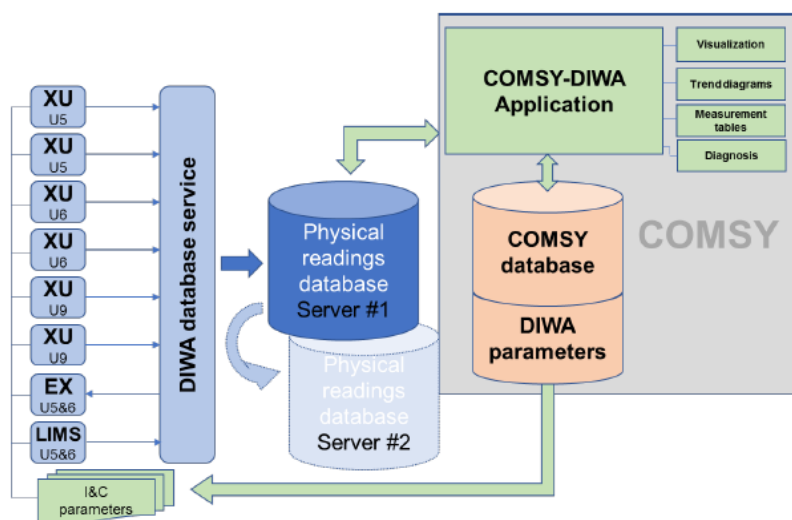 XU
U5
XU
U5
XU
U6
XU
U6
XU
U9
XU
U9
EX
U5&6
LIMS
U5&6
I&C
parameters
DIWA database service
Physical
readings
database
Server #1
Physical
readings
database
Server #2
COMSY-DIWA
Application
Visualization
Trend diagrams
Measurement
tables
Diagnosis
COMSY
COMSY
database
DIWA
parameters